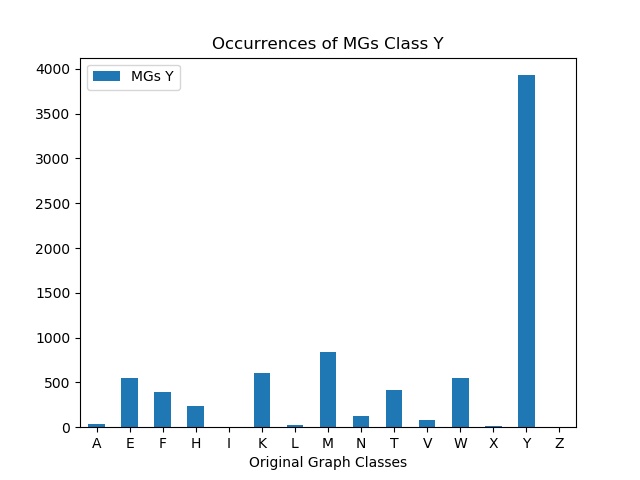 Occurrences of MGs Class Y
MGs Y
4000
3500
3000
2500
2000
1500
1000
500
0
A E F H I K L M N T V W X Y Z
Original Graph Classes